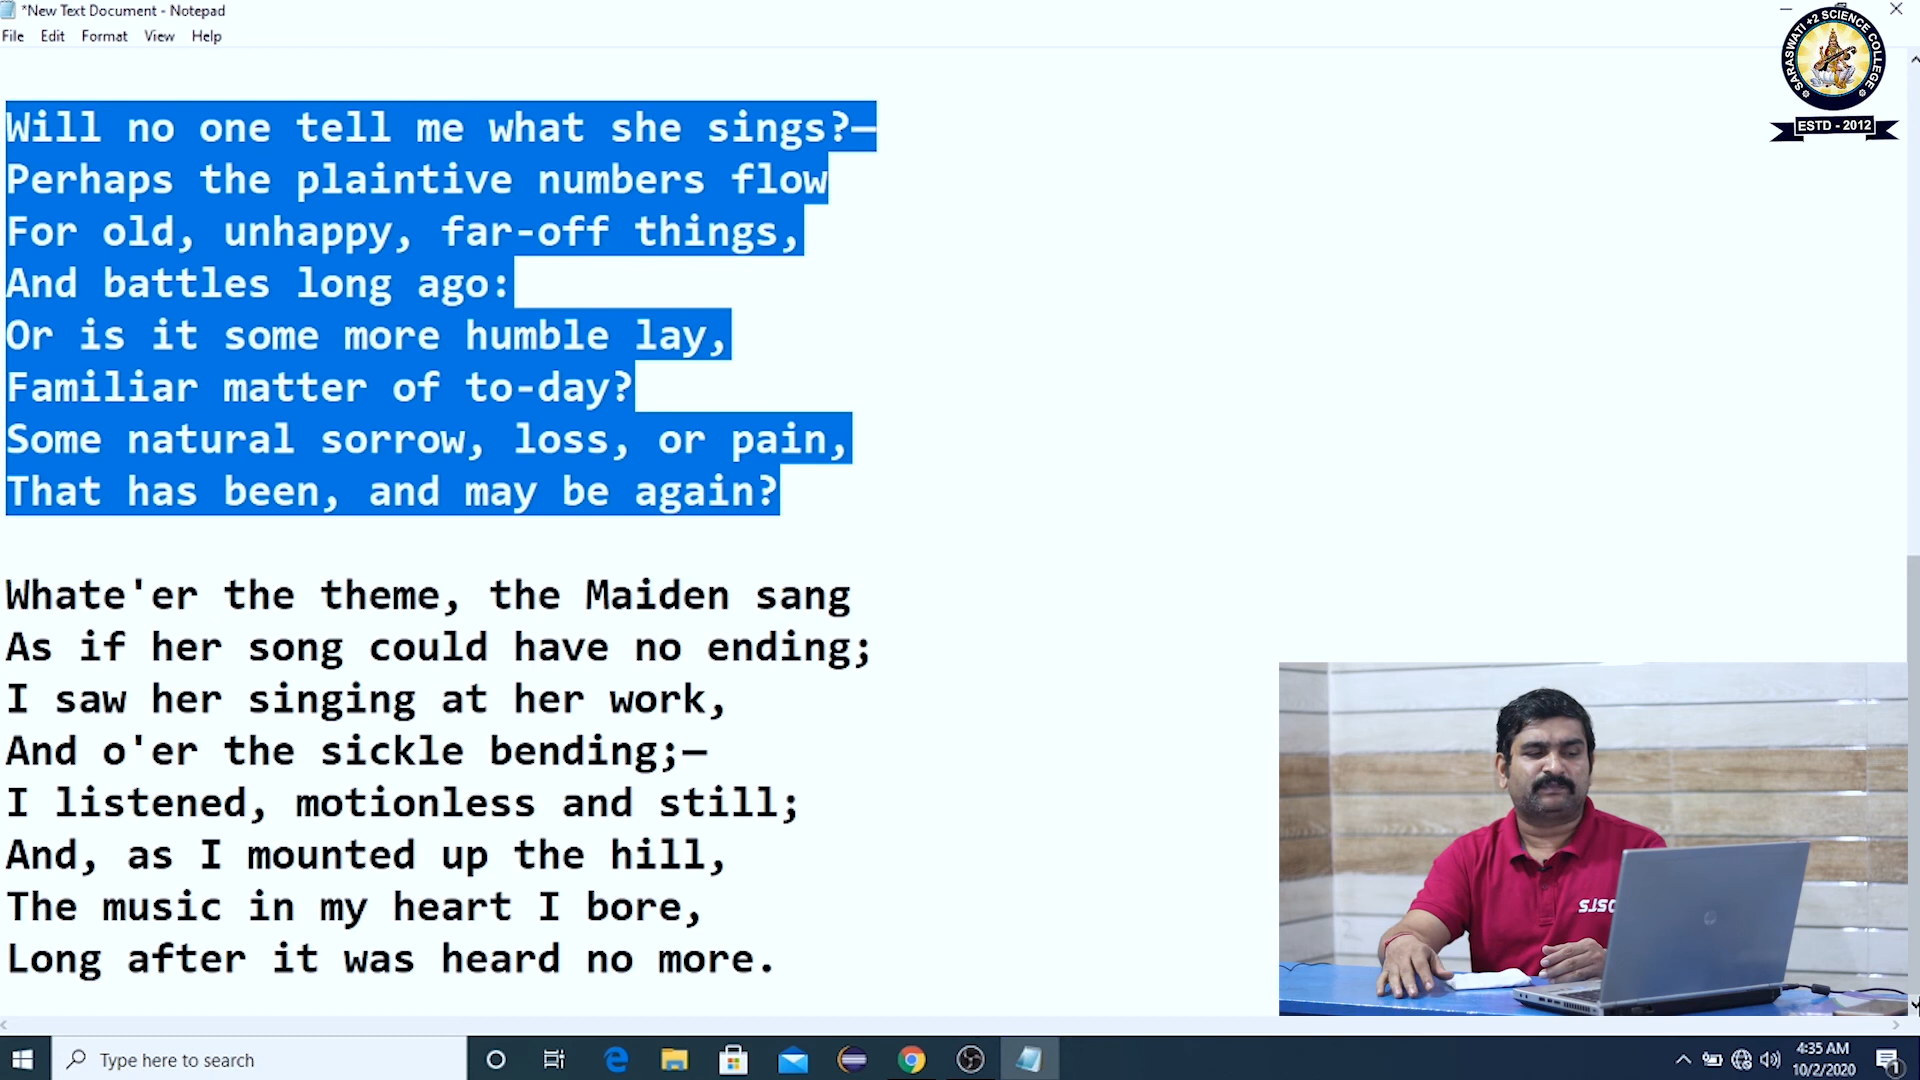 *New Text Document - Notepad
File Edit Format View Help
SARASWATI +2 SCIENCE COLLEGE
ESTD - 2012
Will no one tell me what she sings?—
Perhaps the plaintive numbers flow
For old, unhappy, far-off things,
And battles long ago:
Or is it some more humble lay,
Familiar matter of to-day?
Some natural sorrow, loss, or pain,
That has been, and may be again?
Whate'er the theme, the Maiden sang
As if her song could have no ending;
I saw her singing at her work,
And o'er the sickle bending;—
I listened, motionless and still;
And, as I mounted up the hill,
The music in my heart I bore,
Long after it was heard no more.
SJSC
hp
Type here to search
4:35 AM
10/2/2020
1